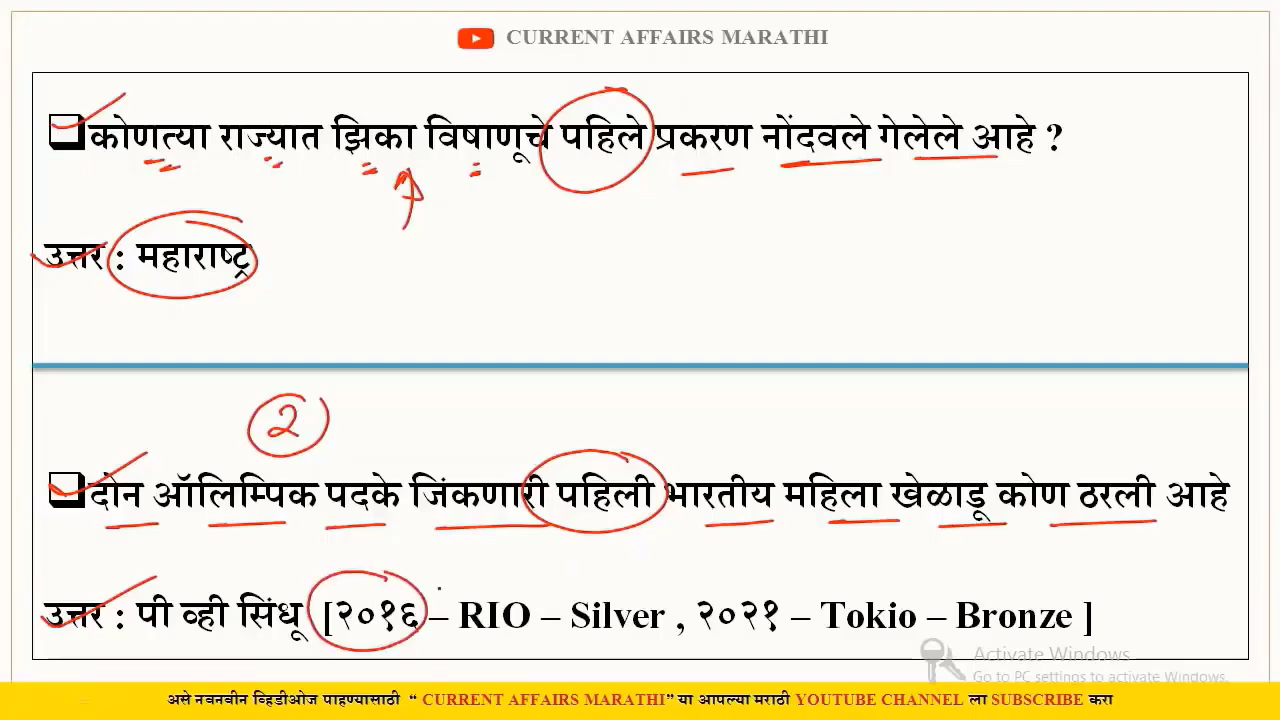 CURRENT AFFAIRS MARATHI
कोणत्या राज्यात झिका विषाणूचे पहिले प्रकरण नोंदवले गेलेले आहे ?
उत्तर : महाराष्ट्र
2
दोन ऑलिम्पिक पदके जिंकणारी पहिली भारतीय महिला खेळाडू कोण ठरली आहे
उत्तर : पी व्ही सिंधू [२०१६ – RIO – Silver , २०२१ – Tokio – Bronze ]
Activate Windows
Go to PC settings to activate Windows.
असे नवनवीन व्हिडीओज पाहण्यासाठी “ CURRENT AFFAIRS MARATHI” या आपल्या मराठी YOUTUBE CHANNEL ला SUBSCRIBE करा